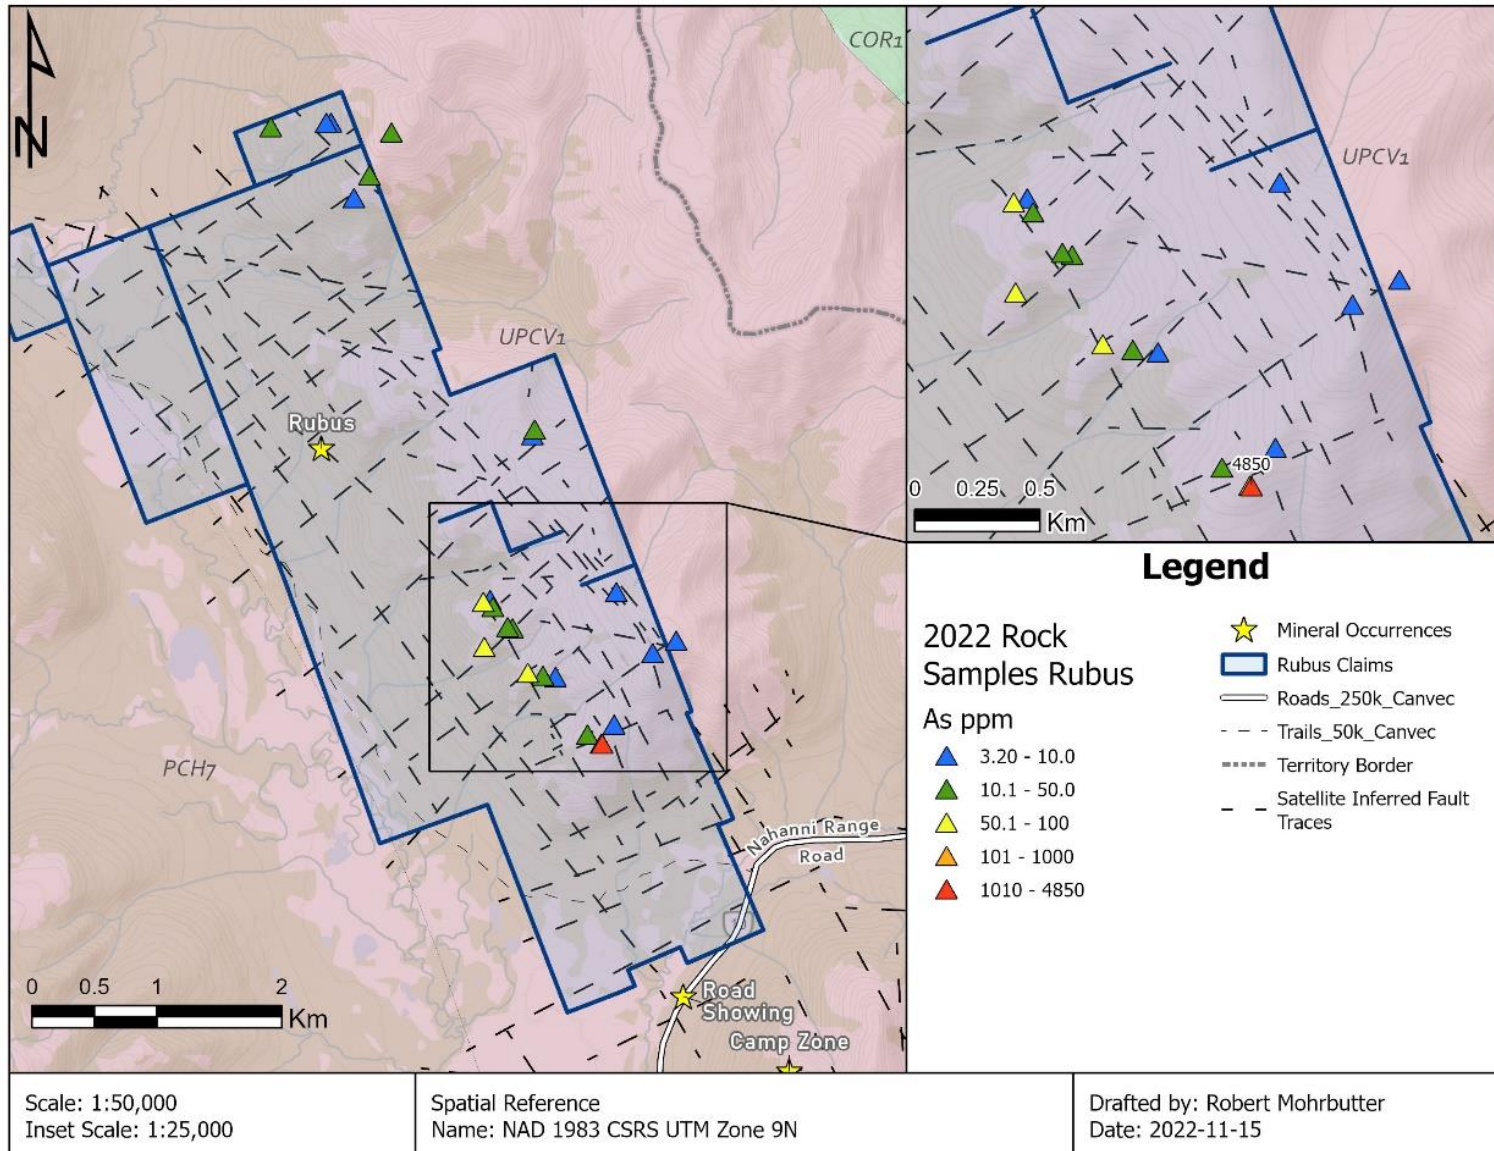 N
COR1
UPCV1
UPCV1
Rubus
4850
0 0.25 0.5
Km
PCH7
Nahanni Range
Road
Road
Showing
Camp Zone
0 0.5 1 2
Km
Legend
2022 Rock
Samples Rubus
As ppm
3.20 - 10.0
10.1 - 50.0
50.1 - 100
101 - 1000
1010 - 4850
Mineral Occurrences
Rubus Claims
Roads_250k_Canvec
Trails_50k_Canvec
Territory Border
Satellite Inferred Fault
Traces
Scale: 1:50,000
Inset Scale: 1:25,000
Spatial Reference
Name: NAD 1983 CSRS UTM Zone 9N
Drafted by: Robert Mohrbutter
Date: 2022-11-15